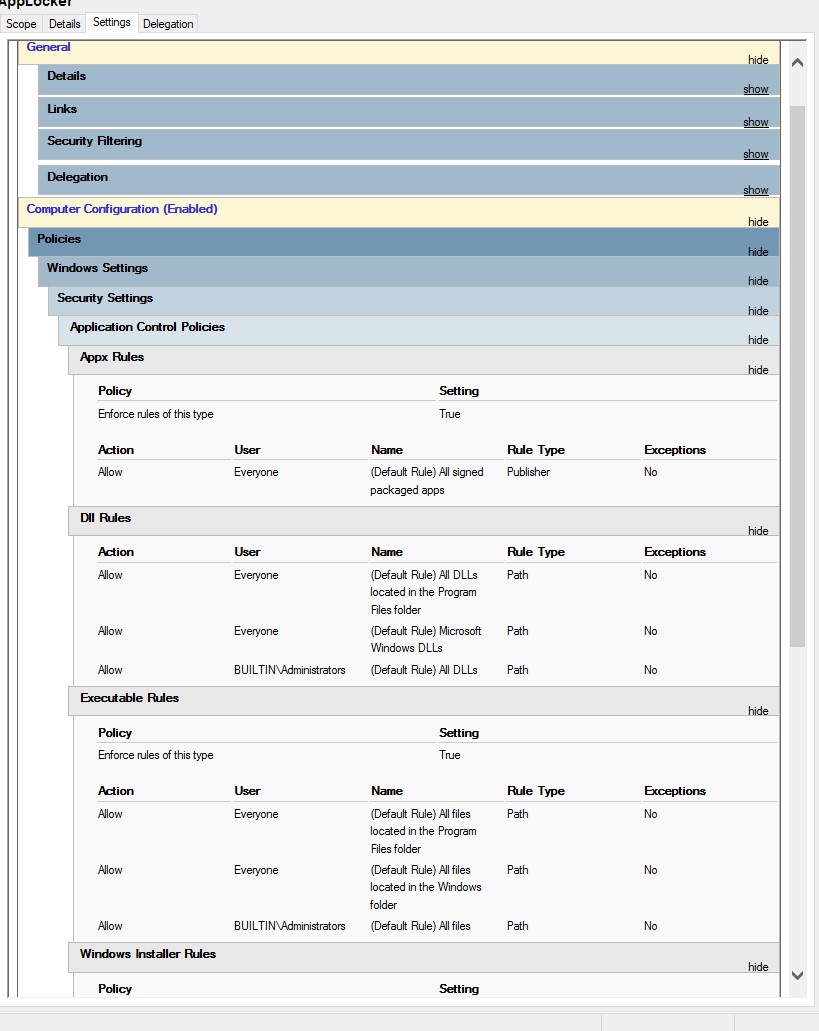 AppLocker
Scope Details Settings Delegation
General
hide
Details
show
Links
show
Security Filtering
show
Delegation
show
Computer Configuration (Enabled)
hide
Policies
hide
Windows Settings
hide
Security Settings
hide
Application Control Policies
hide
Appx Rules
hide
Policy Setting
Enforce rules of this type True
Action User Name Rule Type Exceptions
Allow Everyone (Default Rule) All signed Publisher No
packaged apps
Dll Rules
hide
Action User Name Rule Type Exceptions
Allow Everyone (Default Rule) All DLLs Path No
located in the Program
Files folder
Allow Everyone (Default Rule) Microsoft Path No
Windows DLLs
Allow BUILTIN\Administrators (Default Rule) All DLLs Path No
Executable Rules
hide
Policy Setting
Enforce rules of this type True
Action User Name Rule Type Exceptions
Allow Everyone (Default Rule) All files Path No
located in the Program
Files folder
Allow Everyone (Default Rule) All files Path No
located in the Windows
folder
Allow BUILTIN\Administrators (Default Rule) All files Path No
Windows Installer Rules
hide
Policy Setting